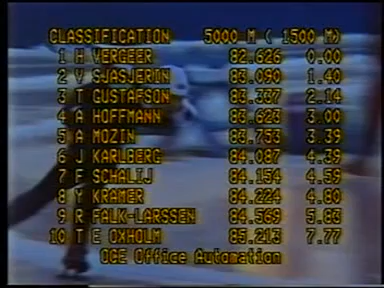 CLASSIFICATION 5000 M ( 1500 M)
1 H VERGEER 82.626 0.00
2 V SJASJERIN 83.090 1.40
3 T GUSTAFSON 83.337 2.14
4 A HOFFMANN 83.623 3.00
5 A MOZIN 83.753 3.39
6 J KARLBERG 84.087 4.39
7 F SCHALIJ 84.154 4.59
8 Y KRAMER 84.224 4.80
9 R FALK-LARSSEN 84.569 5.83
10 T E OXHOLM 85.213 7.77
OCE Office Automation